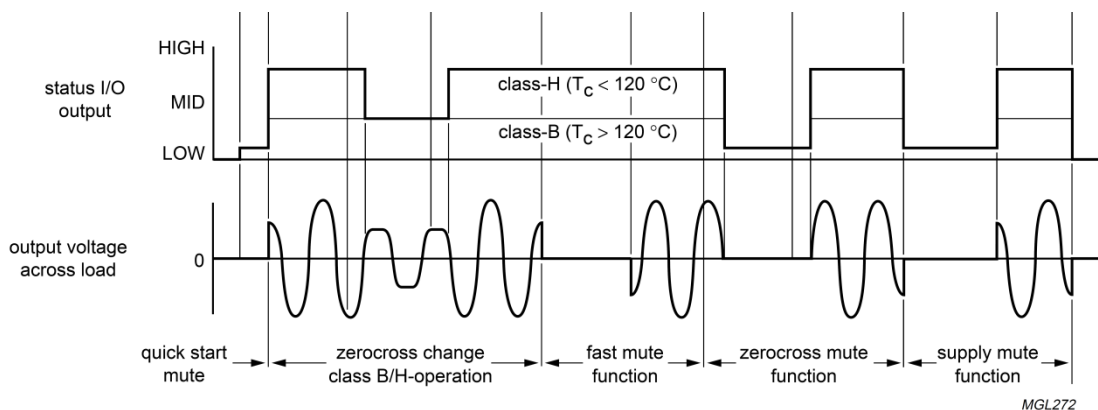 HIGH
status I/O
output
MID
LOW
class-H (Tc < 120 °C)
class-B (Tc > 120 °C)
output voltage
across load
0
quick start
mute
zerocross change
class B/H-operation
fast mute
function
zerocross mute
function
supply mute
function
MGL272